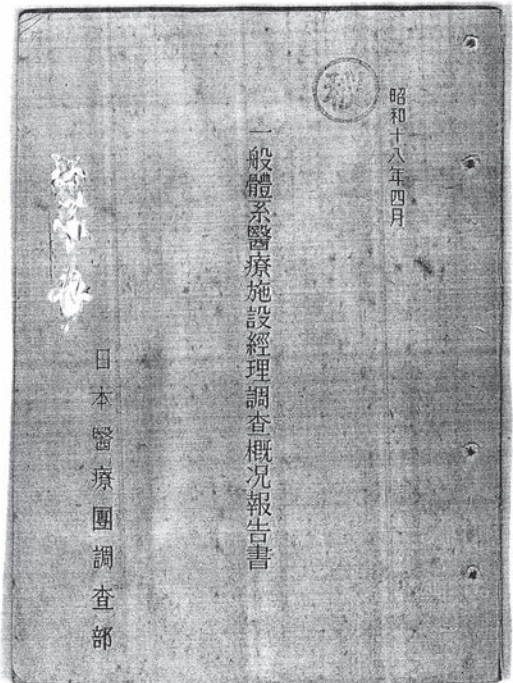 昭和十八年四月
秘
一般體系醫療施設經理調査概况報告書
日本醫療團調査部